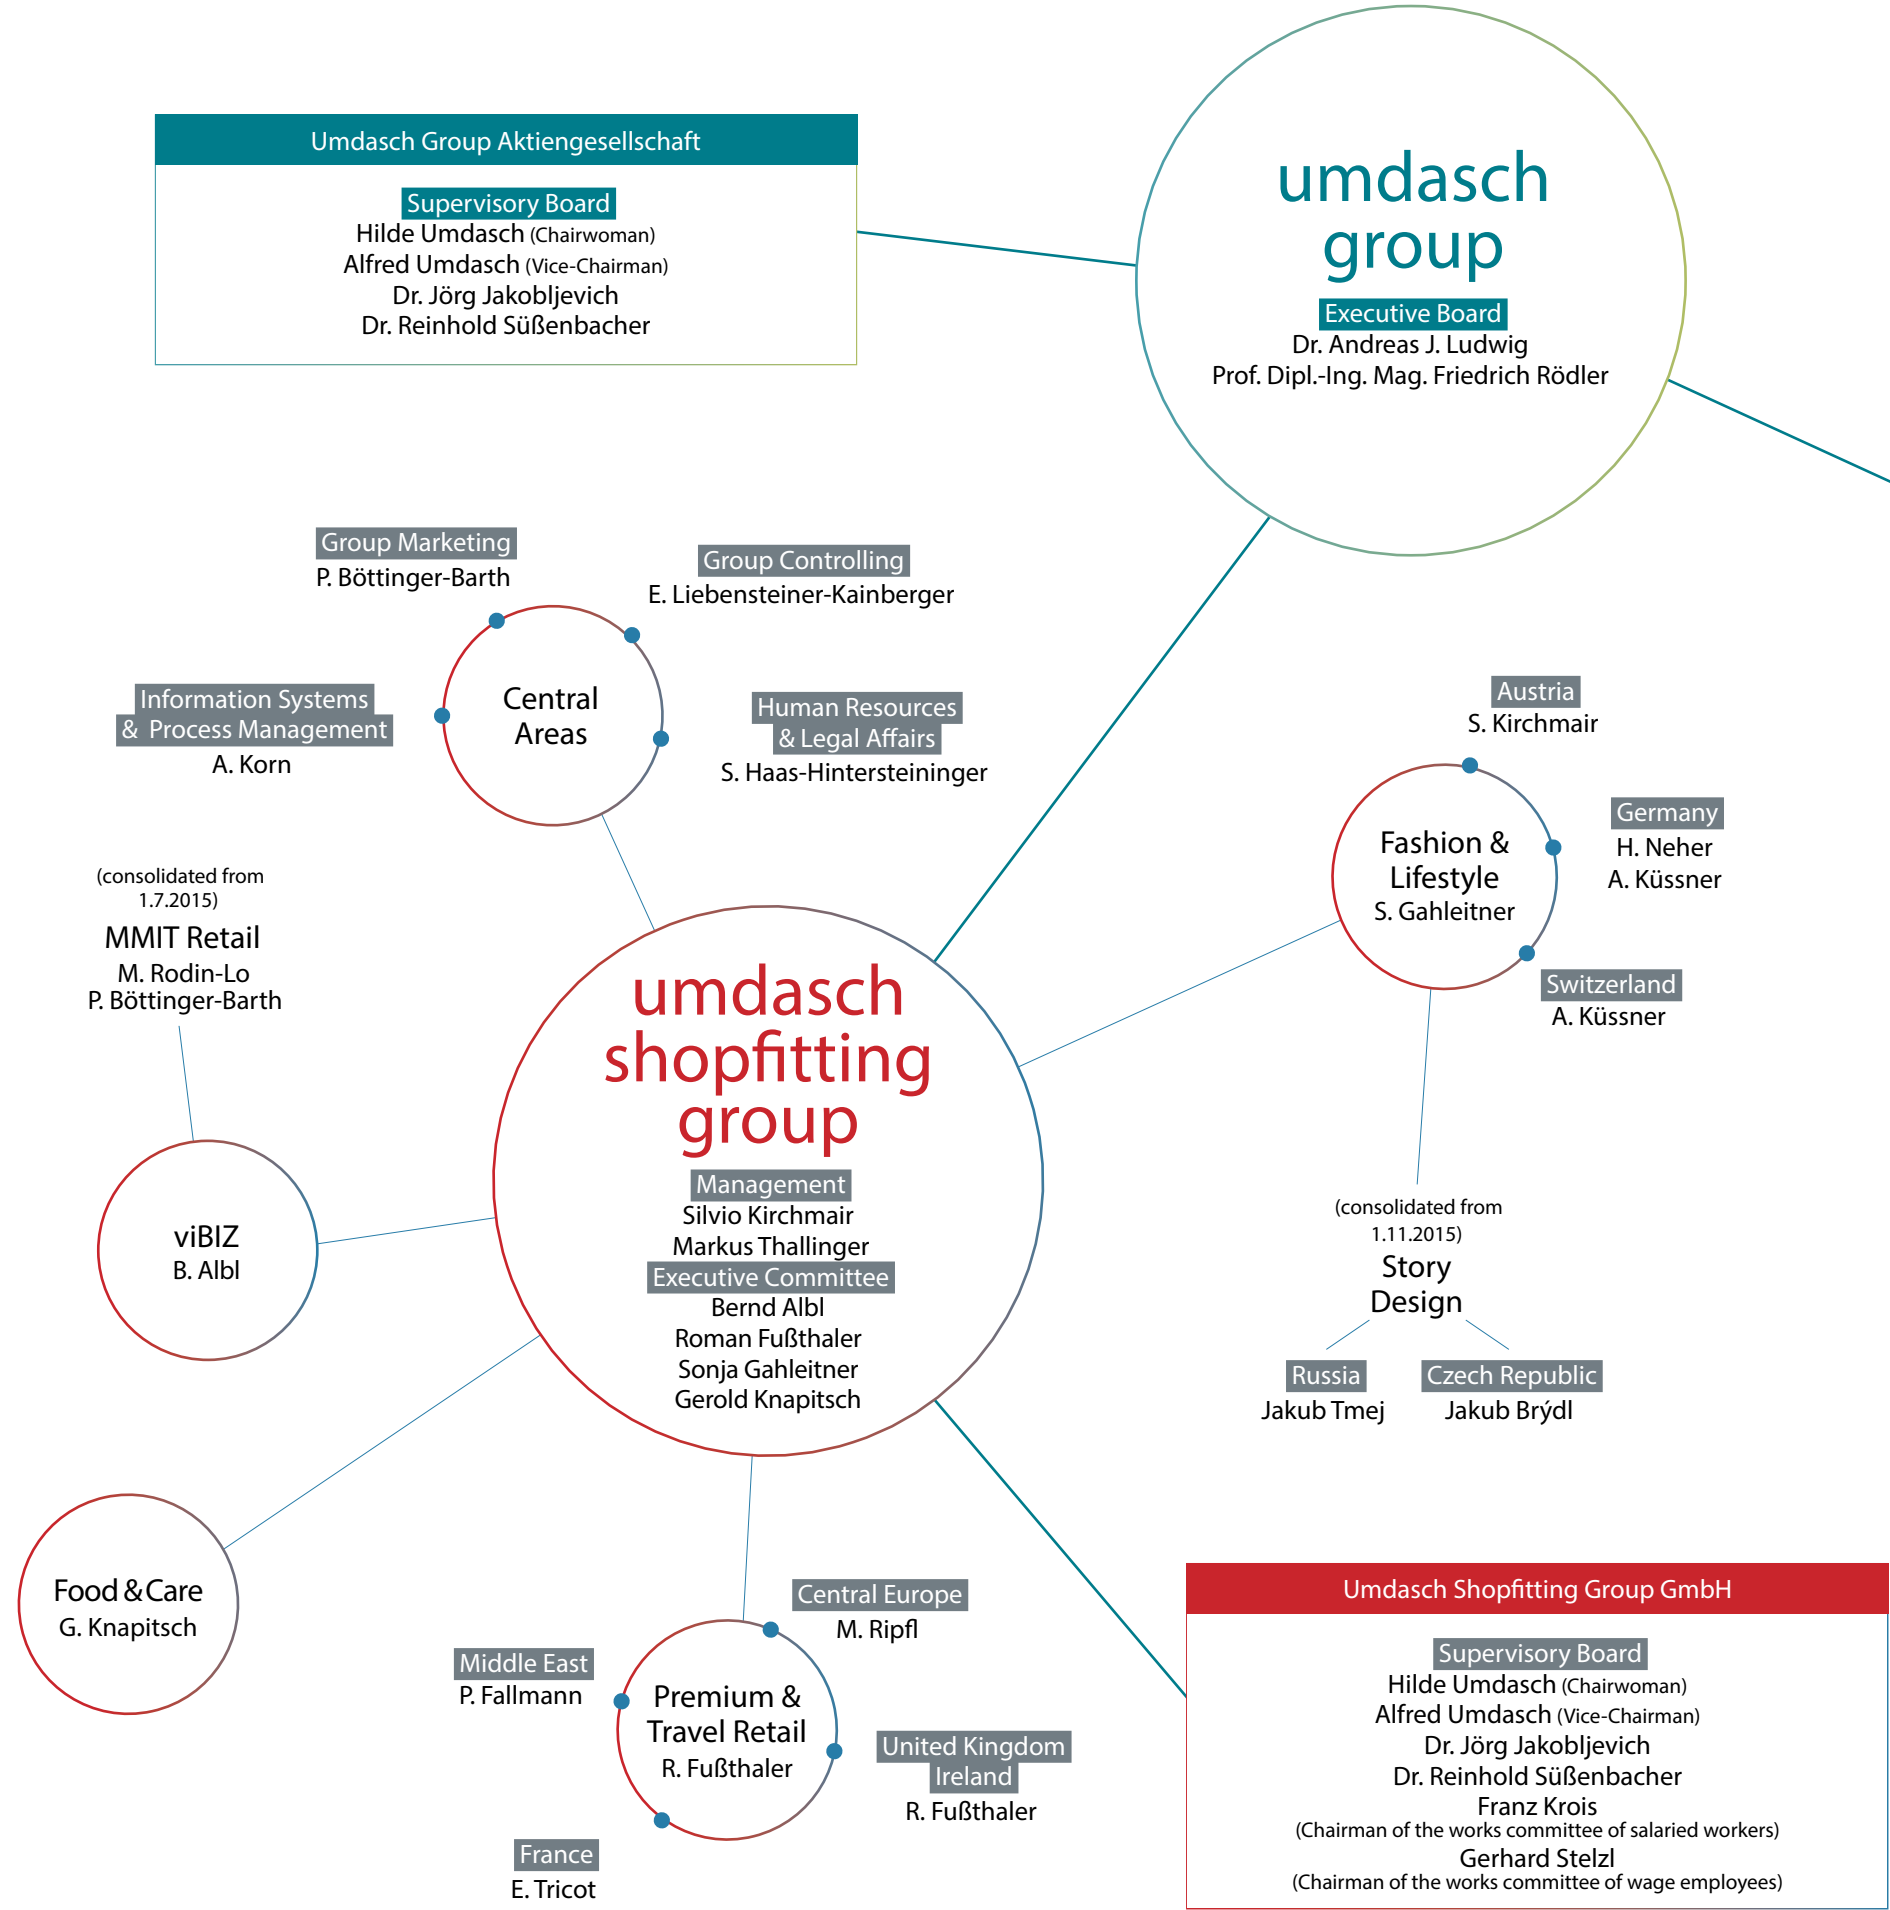 Umdasch Group Aktiengesellschaft
Supervisory Board
Hilde Umdasch (Chairwoman)
Alfred Umdasch (Vice-Chairman)
Dr. Jörg Jakobljevich
Dr. Reinhold Süßenbacher
umdasch
group
Executive Board
Dr. Andreas J. Ludwig
Prof. Dipl.-Ing. Mag. Friedrich Rödler
Group Marketing
P. Böttinger-Barth
Group Controlling
E. Liebensteiner-Kainberger
Information Systems
& Process Management
A. Korn
Central
Areas
Human Resources
& Legal Affairs
S. Haas-Hintersteininger
Austria
S. Kirchmair
Germany
H. Neher
A. Küssner
Fashion &
Lifestyle
S. Gahleitner
Switzerland
A. Küssner
(consolidated from
1.7.2015)
MMIT Retail
M. Rodin-Lo
P. Böttinger-Barth
umdasch
shopfitting
group
Management
Silvio Kirchmair
Markus Thallinger
Executive Committee
Bernd Albl
Roman Fußthaler
Sonja Gahleitner
Gerold Knapitsch
viBIZ
B. Albl
(consolidated from
1.11.2015)
Story
Design
Russia
Jakub Tmej
Czech Republic
Jakub Brýdl
Food & Care
G. Knapitsch
Central Europe
M. Ripfl
Middle East
P. Fallmann
Premium &
Travel Retail
R. Fußthaler
United Kingdom
Ireland
R. Fußthaler
France
E. Tricot
Umdasch Shopfitting Group GmbH
Supervisory Board
Hilde Umdasch (Chairwoman)
Alfred Umdasch (Vice-Chairman)
Dr. Jörg Jakobljevich
Dr. Reinhold Süßenbacher
Franz Krois
(Chairman of the works committee of salaried workers)
Gerhard Stelzl
(Chairman of the works committee of wage employees)